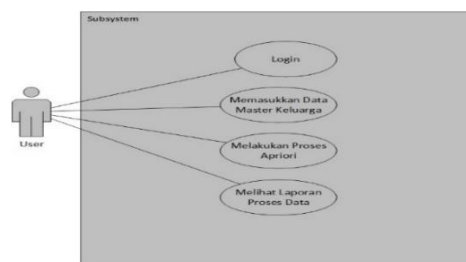 Subsystem
Login
Memasukkan Data
Master Keluarga
Melakukan Proses
Apriori
Melihat Laporan
Proses Data
User